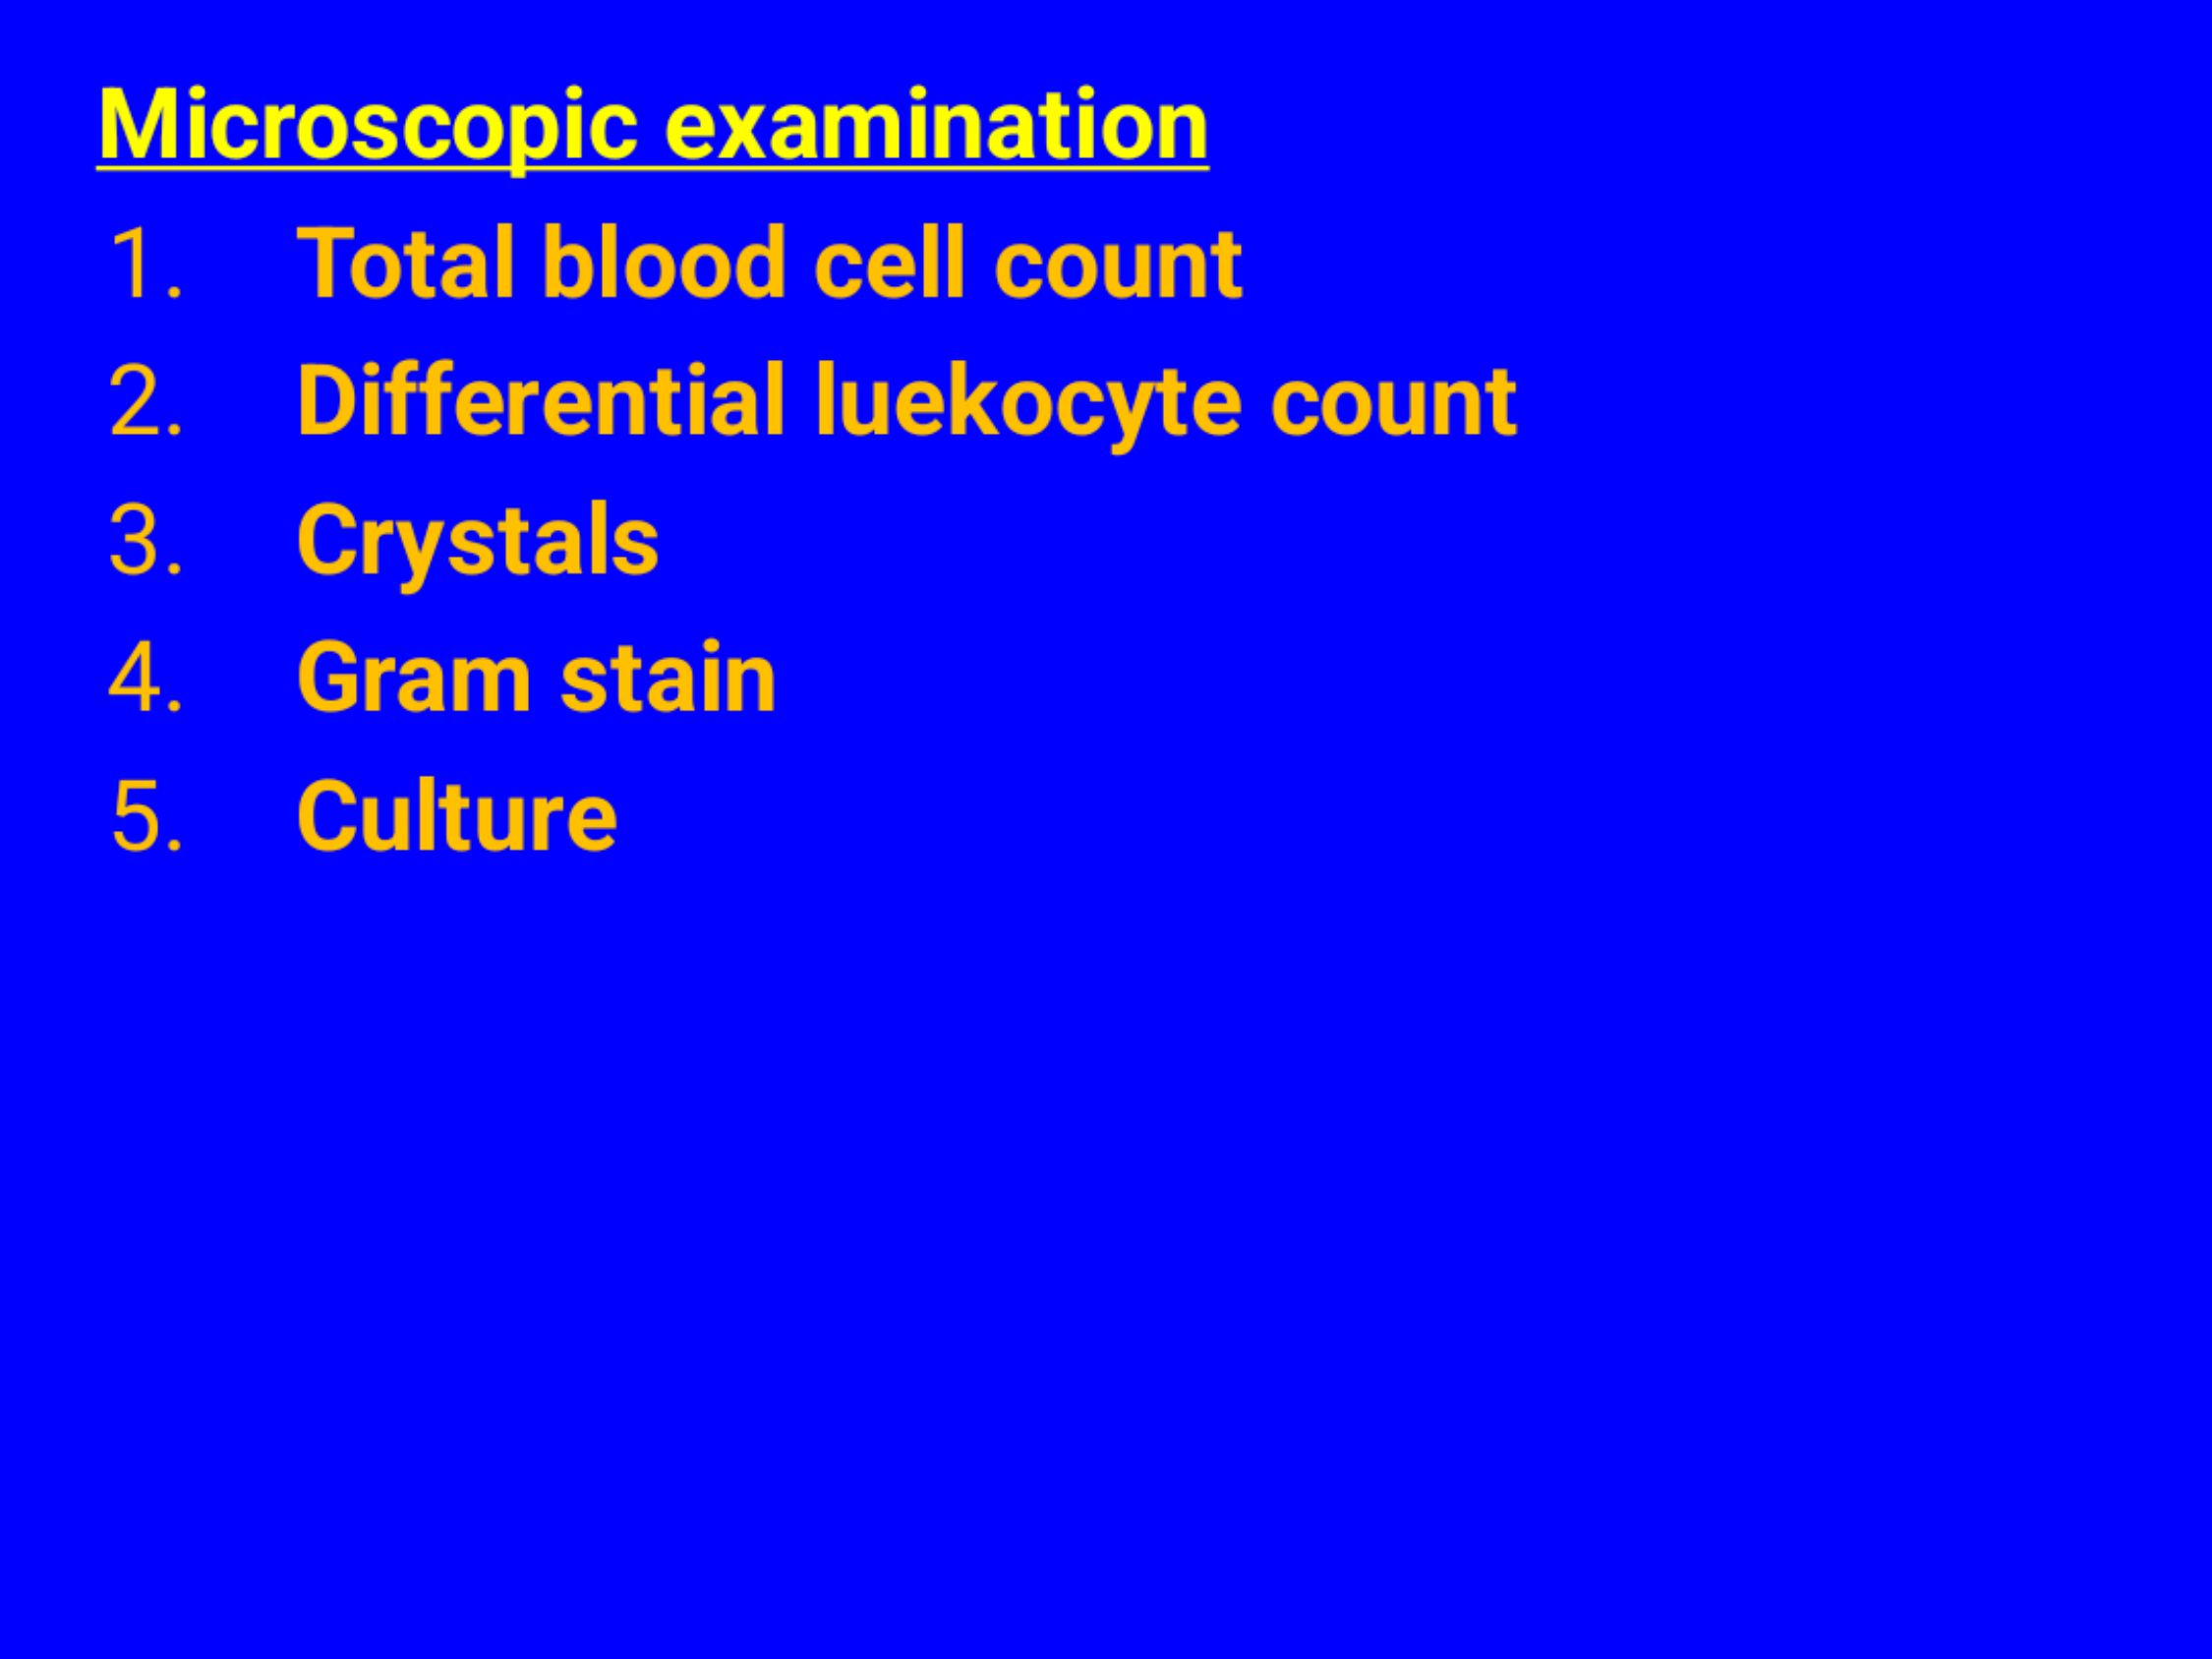 Microscopic examination
1. Total blood cell count
2. Differential luekocyte count
3. Crystals
4. Gram stain
5. Culture